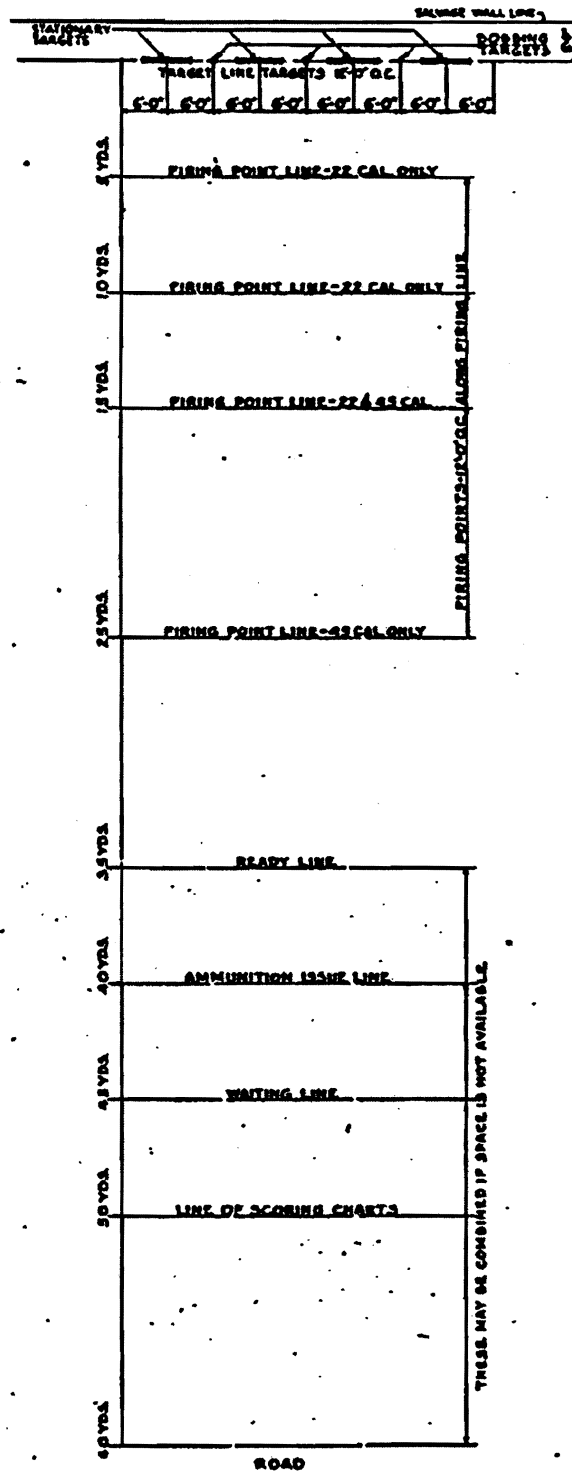 SALVAGE WALL LINE
STATIONARY
TARGETS
BOBBING
TARGETS
TARGET LINE TARGETS 12'-0" O.C.
6'-0" 6'-0" 6'-0" 6'-0" 6'-0" 6'-0" 6'-0" 6'-0"
5 YDS.
FIRING POINT LINE-22 CAL ONLY
10 YDS.
FIRING POINT LINE-22 CAL ONLY
15 YDS.
FIRING POINT LINE-22 & 45 CAL
FIRING POINTS-12'-0" O.C. ALONG FIRING LINE
25 YDS.
FIRING POINT LINE-45 CAL ONLY
35 YDS.
READY LINE
40 YDS.
AMMUNITION ISSUE LINE
45 YDS.
WAITING LINE
50 YDS.
LINE OF SCORING CHARTS
THESE MAY BE COMBINED IF SPACE IS NOT AVAILABLE
60 YDS.
ROAD